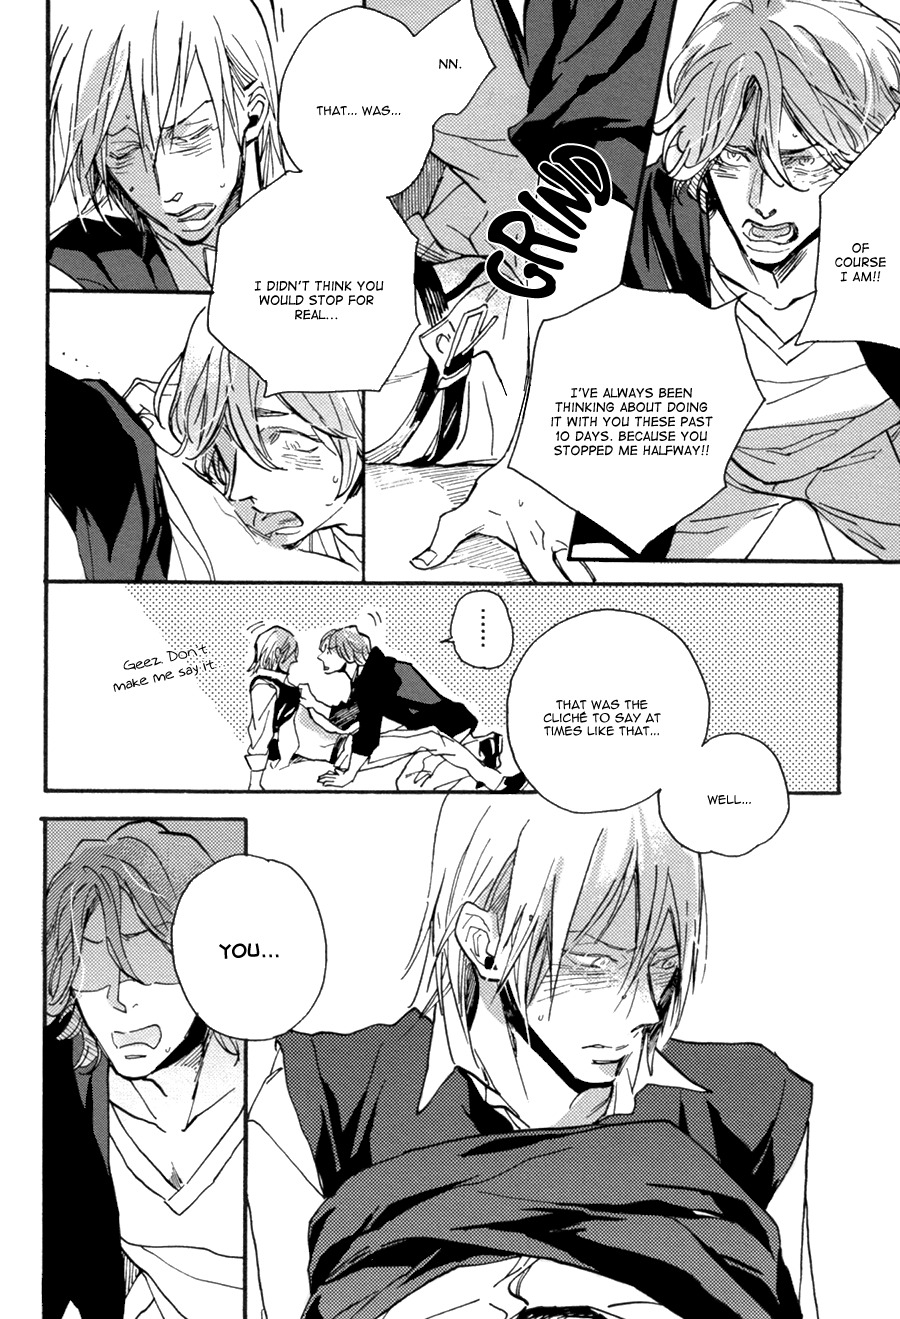 OF
COURSE
I AM!!
I'VE ALWAYS BEEN
THINKING ABOUT DOING
IT WITH YOU THESE PAST
10 DAYS. BECAUSE YOU
STOPPED ME HALFWAY!!
GRIND
NN.
THAT... WAS...
I DIDN'T THINK YOU
WOULD STOP FOR
REAL...
THAT WAS THE
CLICHÉ TO SAY AT
TIMES LIKE THAT...
WELL...
......
Geez. Don't
make me say it.
YOU...